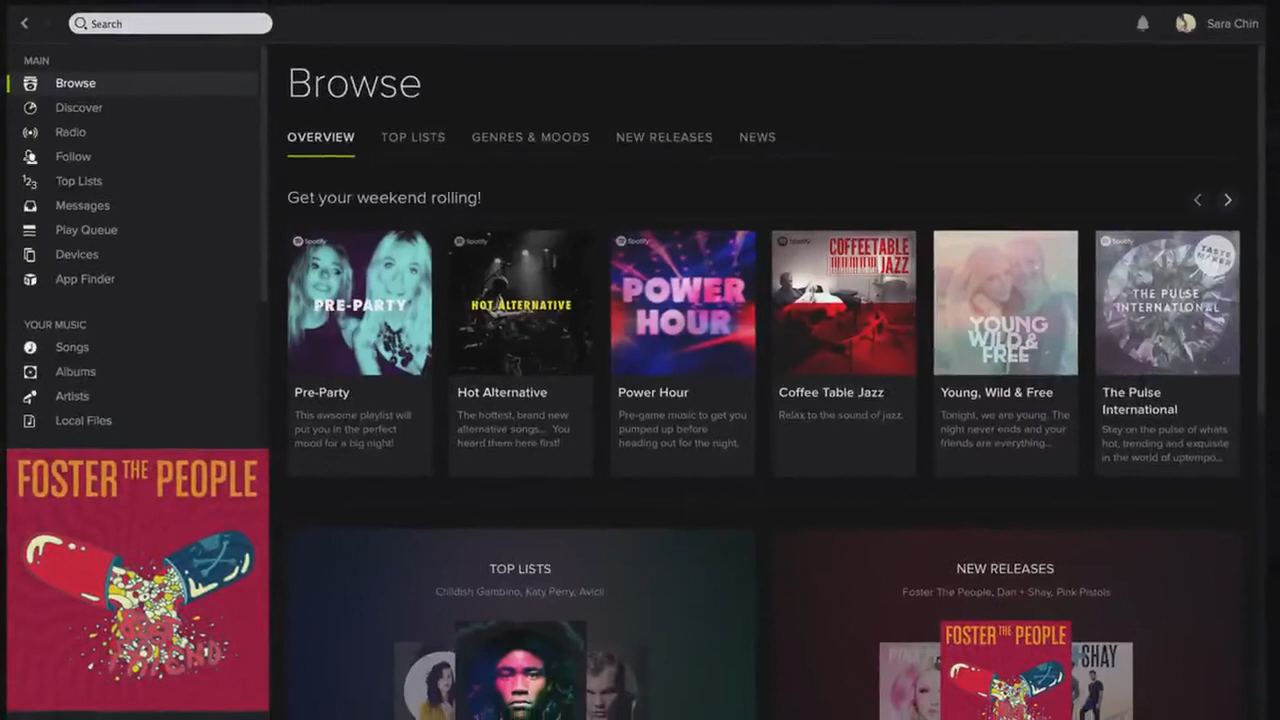 Search
Sara Chin
MAIN
Browse
Discover
Radio
Follow
Top Lists
Messages
Play Queue
Devices
App Finder
YOUR MUSIC
Songs
Albums
Artists
Local Files
FOSTER THE PEOPLE
Browse
OVERVIEW
TOP LISTS
GENRES & MOODS
NEW RELEASES
NEWS
Get your weekend rolling!
Spotify
PRE-PARTY
Pre-Party
This awsome playlist will
put you in the perfect
mood for a big night!
Spotify
HOT ALTERNATIVE
Hot Alternative
The hottest, brand new
alternative songs... You
heard them here first!
Spotify
POWER
HOUR
Power Hour
Pre-game music to get you
pumped up before
heading out for the night.
Spotify
COFFEETABLE
JAZZ
Coffee Table Jazz
Relax to the sound of jazz.
YOUNG
WILD &
FREE
Young, Wild & Free
Tonight, we are young. The
night never ends and your
friends are everything...
Spotify
TASTE
MAKER
THE PULSE
INTERNATIONAL
The Pulse
International
Stay on the pulse of whats
hot, trending and exquisite
in the world of uptempo...
TOP LISTS
Childish Gambino, Katy Perry, Avicii
NEW RELEASES
Foster The People, Dan + Shay, Pink Pistols
FOSTER THE PEOPLE
SHAY